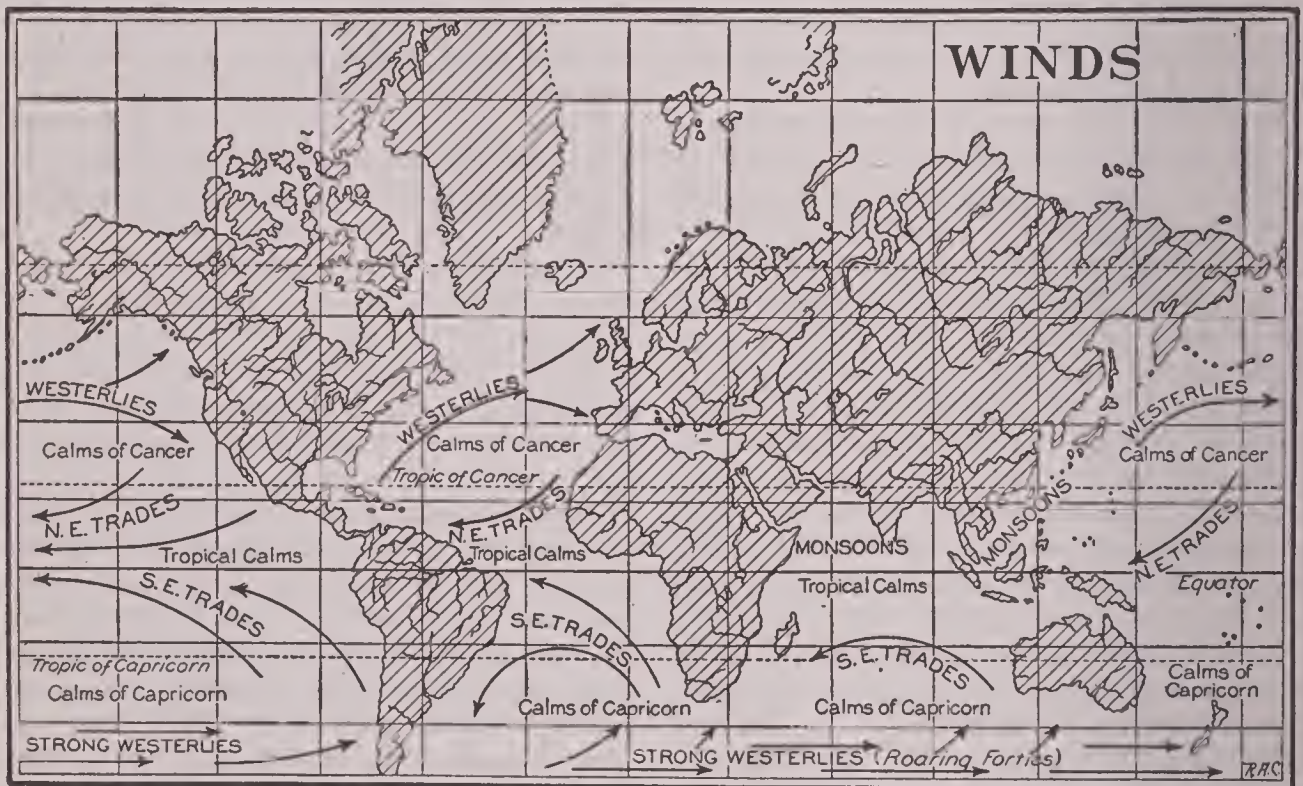 WINDS
WESTERLIES
Calms of Cancer
N.E. TRADES
Tropical Calms
S.E. TRADES
Tropic of Capricorn
Calms of Capricorn
STRONG WESTERLIES
WESTERLIES
Calms of Cancer
Tropic of Cancer
N.E. TRADES
Tropical Calms
S.E. TRADES
Calms of Capricorn
MONSOONS
Tropical Calms
S.E. TRADES
Calms of Capricorn
STRONG WESTERLIES (Roaring Forties)
MONSOONS
WESTERLIES
Calms of Cancer
N.E. TRADES
Equator
Calms of
Capricorn
R.A.C.